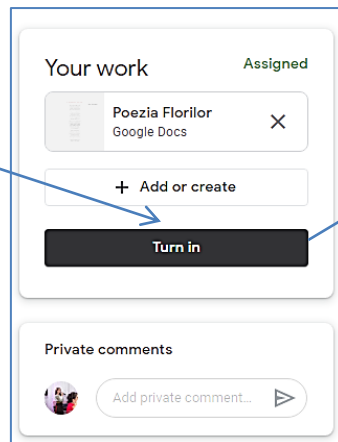 Your work
Assigned
Poezia Florilor
Google Docs
+ Add or create
Turn in
Private comments
Add private comment...